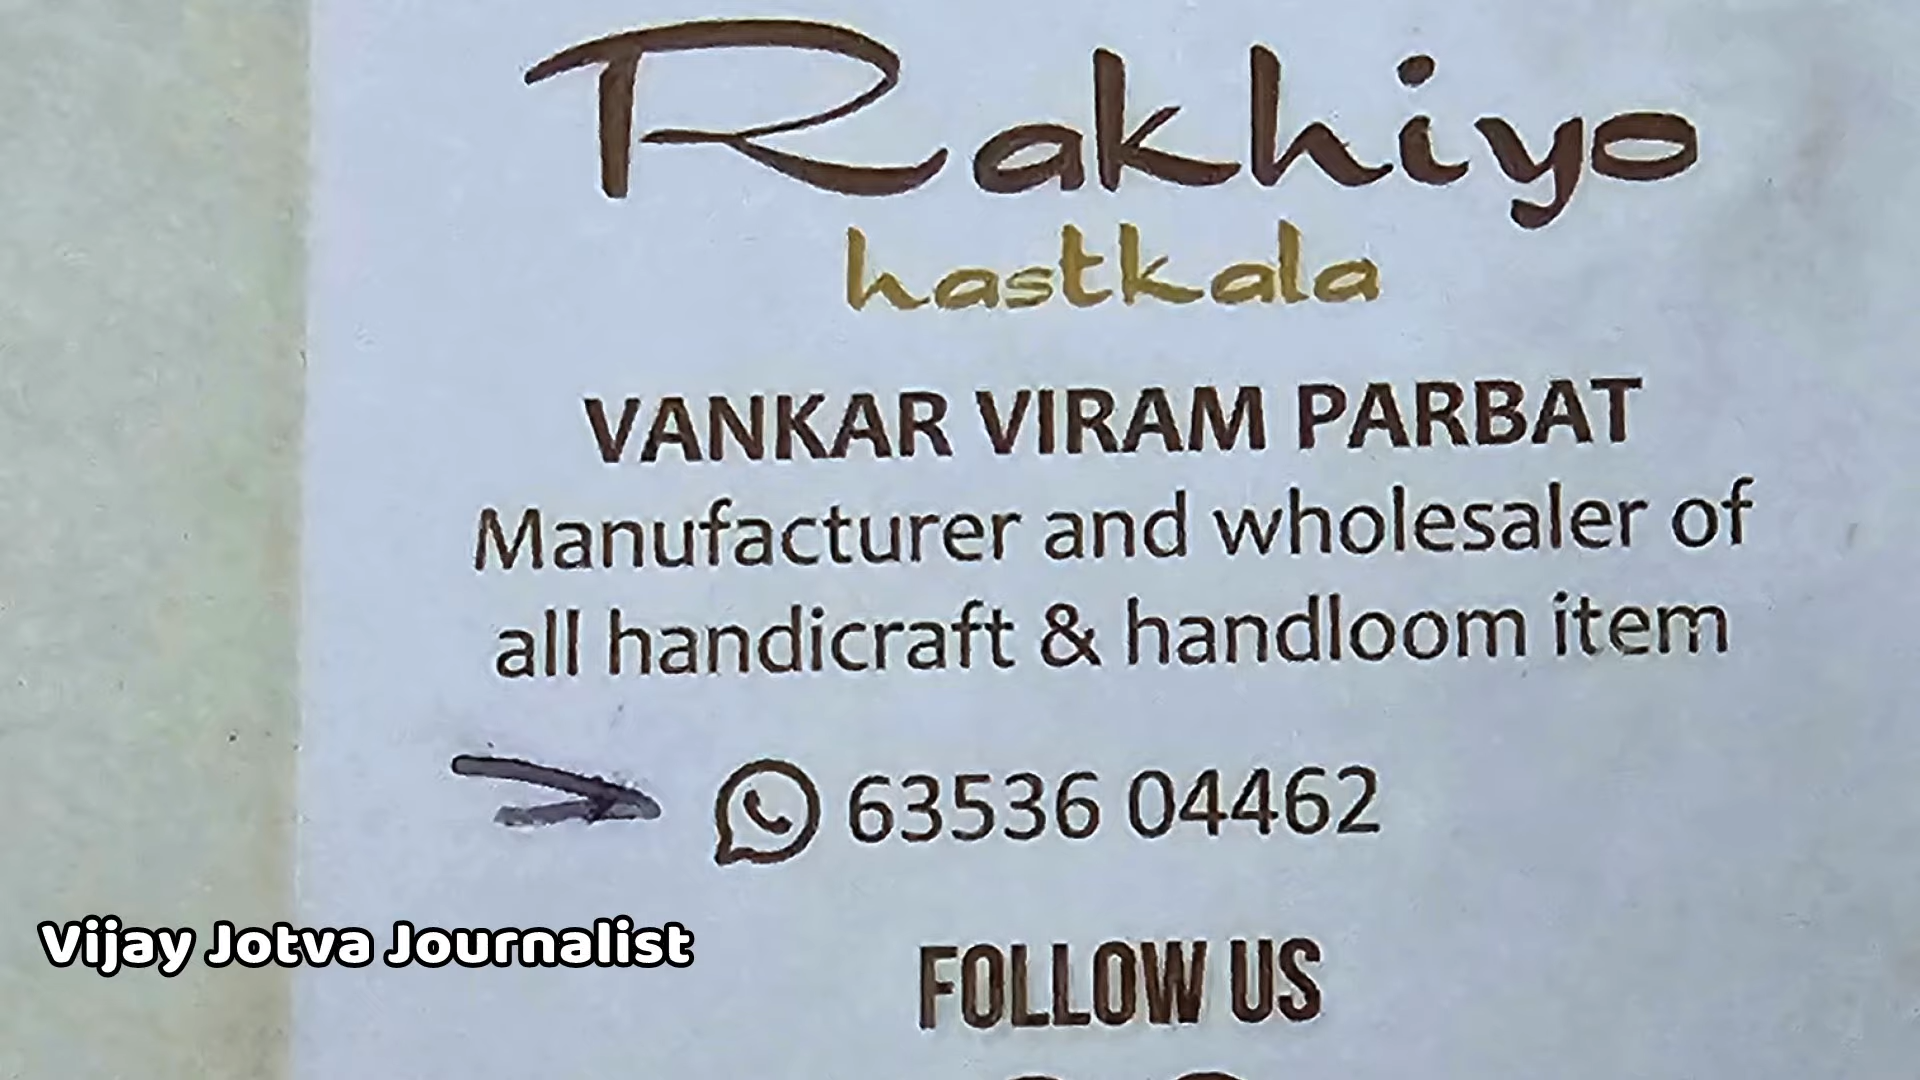 Rakhiyo
hastkala
VANKAR VIRAM PARBAT
Manufacturer and wholesaler of
all handicraft & handloom item
63536 04462
Vijay Jotva Journalist
FOLLOW US